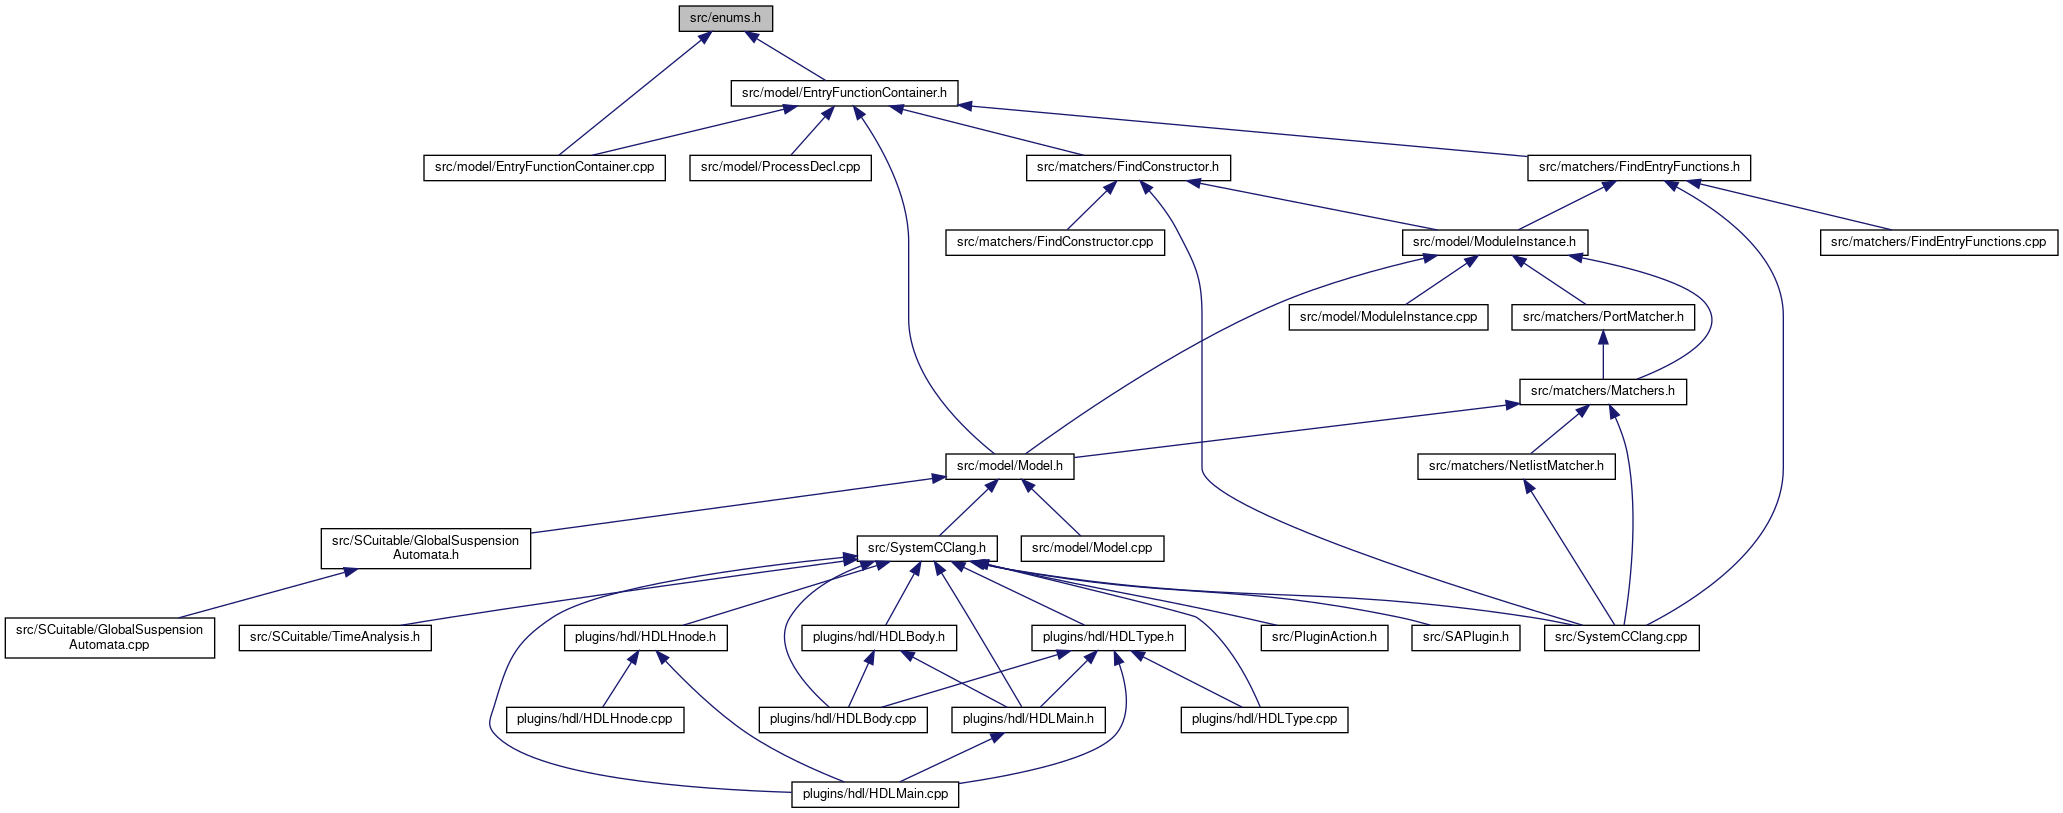 src/enums.h
src/model/EntryFunctionContainer.h
src/model/EntryFunctionContainer.cpp
src/model/ProcessDecl.cpp
src/matchers/FindConstructor.h
src/matchers/FindEntryFunctions.h
src/matchers/FindConstructor.cpp
src/model/ModuleInstance.h
src/matchers/FindEntryFunctions.cpp
src/model/ModuleInstance.cpp
src/matchers/PortMatcher.h
src/matchers/Matchers.h
src/model/Model.h
src/matchers/NetlistMatcher.h
src/SCuitable/GlobalSuspension
Automata.h
src/SystemCClang.h
src/model/Model.cpp
src/SCuitable/GlobalSuspension
Automata.cpp
src/SCuitable/TimeAnalysis.h
plugins/hdl/HDLHnode.h
plugins/hdl/HDLBody.h
plugins/hdl/HDLType.h
src/PluginAction.h
src/SAPlugin.h
src/SystemCClang.cpp
plugins/hdl/HDLHnode.cpp
plugins/hdl/HDLBody.cpp
plugins/hdl/HDLMain.h
plugins/hdl/HDLType.cpp
plugins/hdl/HDLMain.cpp